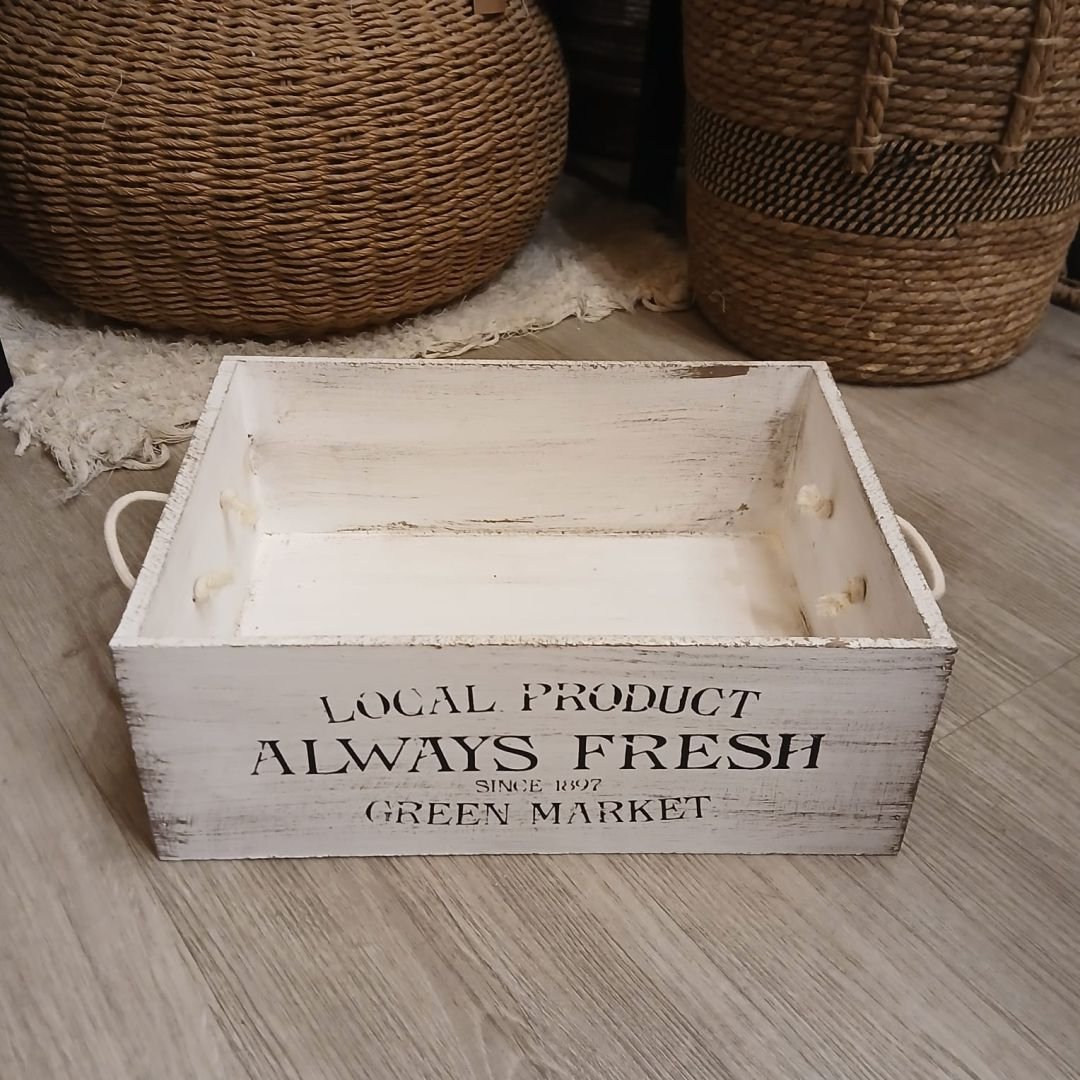 LOCAL PRODUCT
ALWAYS FRESH
SINCE 1897
GREEN MARKET